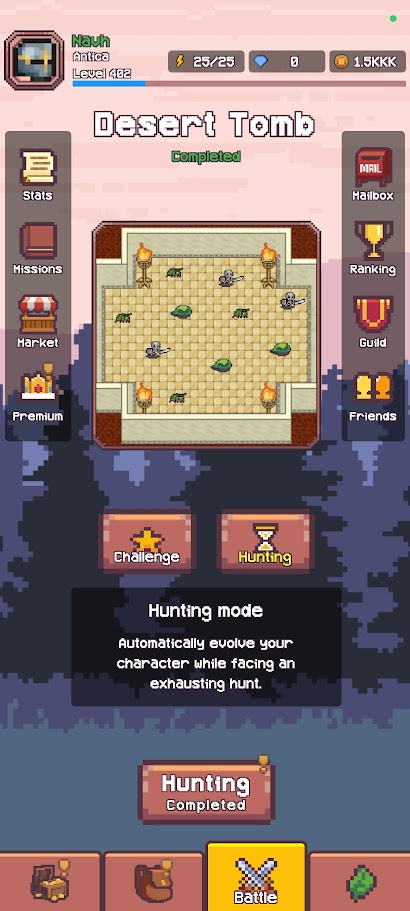 Navh
Antica
Level 402
25/25
0
1.5KKK
Desert Tomb
Completed
Stats
Missions
Market
Premium
MAIL
Mailbox
Ranking
Guild
Friends
Challenge
Hunting
Hunting mode
Automatically evolve your
character while facing an
exhausting hunt.
Hunting
Completed
Battle